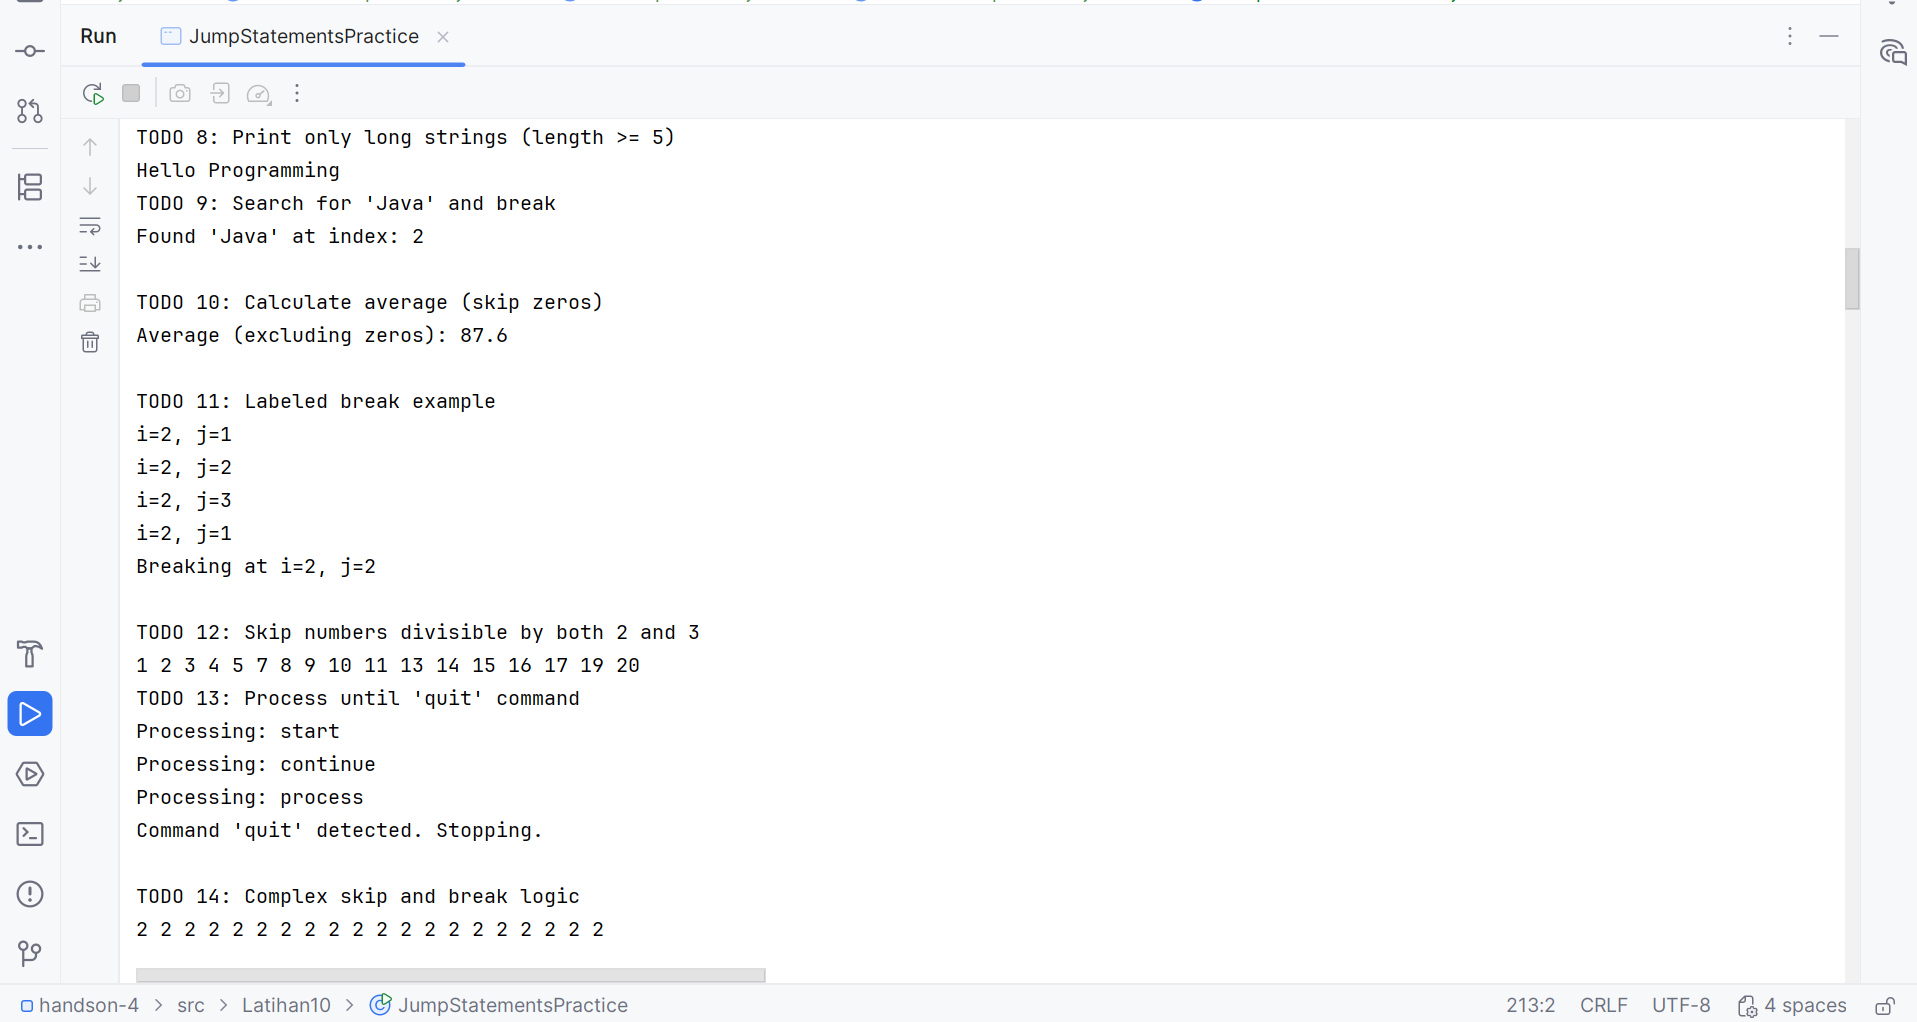 Run JumpStatementsPractice
TODO 8: Print only long strings (length >= 5)
Hello Programming
TODO 9: Search for 'Java' and break
Found 'Java' at index: 2
TODO 10: Calculate average (skip zeros)
Average (excluding zeros): 87.6
TODO 11: Labeled break example
i=2, j=1
i=2, j=2
i=2, j=3
i=2, j=1
Breaking at i=2, j=2
TODO 12: Skip numbers divisible by both 2 and 3
1 2 3 4 5 7 8 9 10 11 13 14 15 16 17 19 20
TODO 13: Process until 'quit' command
Processing: start
Processing: continue
Processing: process
Command 'quit' detected. Stopping.
TODO 14: Complex skip and break logic
2 2 2 2 2 2 2 2 2 2 2 2 2 2 2 2 2 2 2 2
handson-4 > src > Latihan10 > JumpStatementsPractice 213:2 CRLF UTF-8 4 spaces